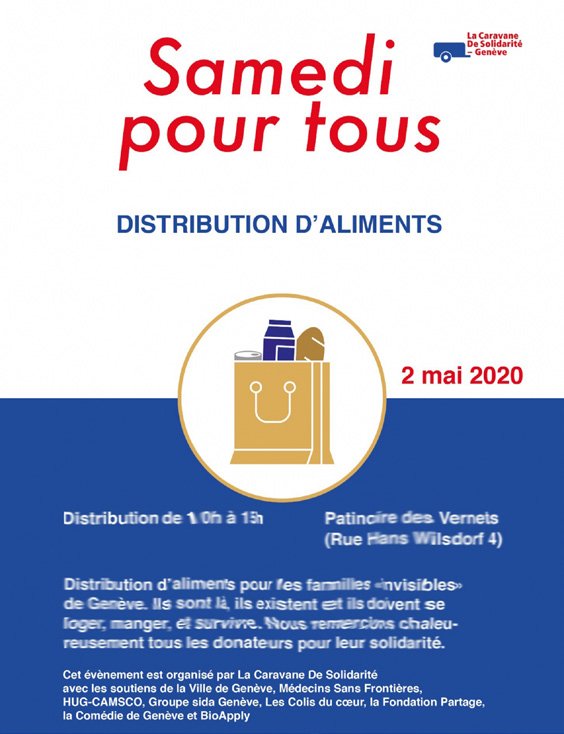 La Caravane
De Solidarité
– Genève
Samedi
pour tous
DISTRIBUTION D'ALIMENTS
2 mai 2020
Distribution de 10h à
Patinoire des Vernets
(Rue Hans Wilsdorf 4)
Distribution d'aliments pour les familles «invisibles»
de Genève. Ils sont là, ils existent et ils doivent se
loger, manger, et survivre. Nous remercions chaleu-
reusement tous les donateurs pour leur solidarité.
Cet évènement est organisé par La Caravane De Solidarité
avec les soutiens de la Ville de Genève, Médecins Sans Frontières,
HUG-CAMSCO, Groupe sida Genève, Les Colis du cœur, la Fondation Partage,
la Comédie de Genève et BioApply